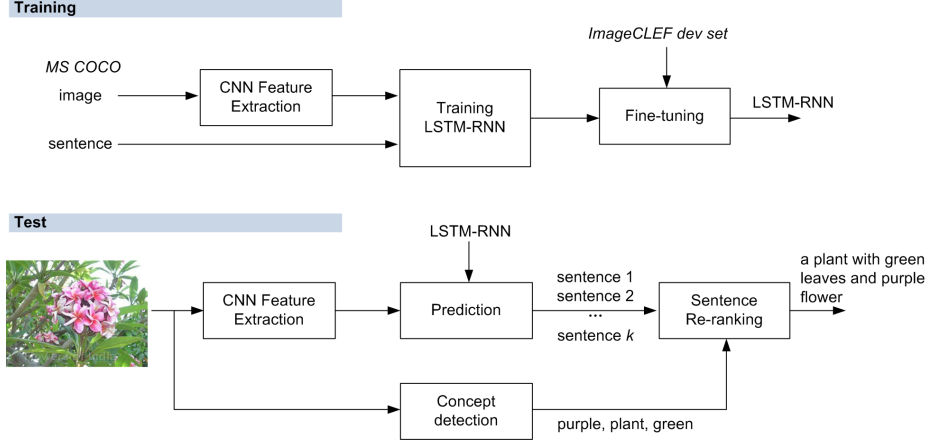 Training
ImageCLEF dev set
MS COCO
image
CNN Feature
Extraction
Training
LSTM-RNN
Fine-tuning
LSTM-RNN
sentence
Test
LSTM-RNN
CNN Feature
Extraction
Prediction
sentence 1
sentence 2
...
sentence k
Sentence
Re-ranking
a plant with green
leaves and purple
flower
Concept
detection
purple, plant, green